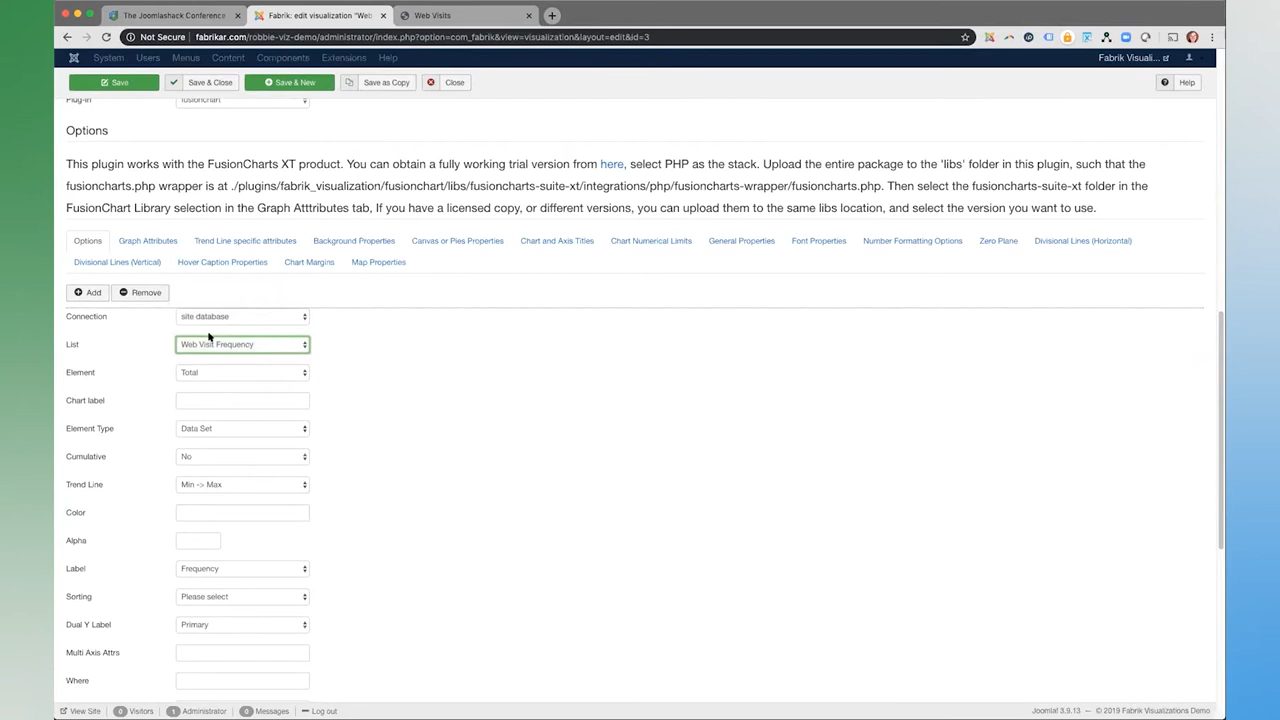 The Joomlashack Conference
Fabrik: edit visualization "Web
Web Visits
Not Secure
fabrikar.com/robbie-viz-demo/administrator/index.php?option=com_fabrik&view=visualization&layout=edit&id=3
System Users Menus Content Components Extensions Help
Fabrik Visuali...
Save
Save & Close
Save & New
Save as Copy
Close
Help
Plug-in
fusionchart
Options
This plugin works with the FusionCharts XT product. You can obtain a fully working trial version from here, select PHP as the stack. Upload the entire package to the 'libs' folder in this plugin, such that the
fusioncharts.php wrapper is at ./plugins/fabrik_visualization/fusionchart/libs/fusioncharts-suite-xt/integrations/php/fusioncharts-wrapper/fusioncharts.php. Then select the fusioncharts-suite-xt folder in the
FusionChart Library selection in the Graph Atttributes tab, If you have a licensed copy, or different versions, you can upload them to the same libs location, and select the version you want to use.
Options Graph Attributes Trend Line specific attributes Background Properties Canvas or Pies Properties Chart and Axis Titles Chart Numerical Limits General Properties Font Properties Number Formatting Options Zero Plane Divisional Lines (Horizontal)
Divisional Lines (Vertical) Hover Caption Properties Chart Margins Map Properties
Add Remove
Connection site database
List Web Visit Frequency
Element Total
Chart label
Element Type Data Set
Cumulative No
Trend Line Min -> Max
Color
Alpha
Label Frequency
Sorting Please select
Dual Y Label Primary
Multi Axis Attrs
Where
View Site 0 Visitors 1 Administrator 0 Messages Log out
Joomla! 3.9.13 -- © 2019 Fabrik Visualizations Demo